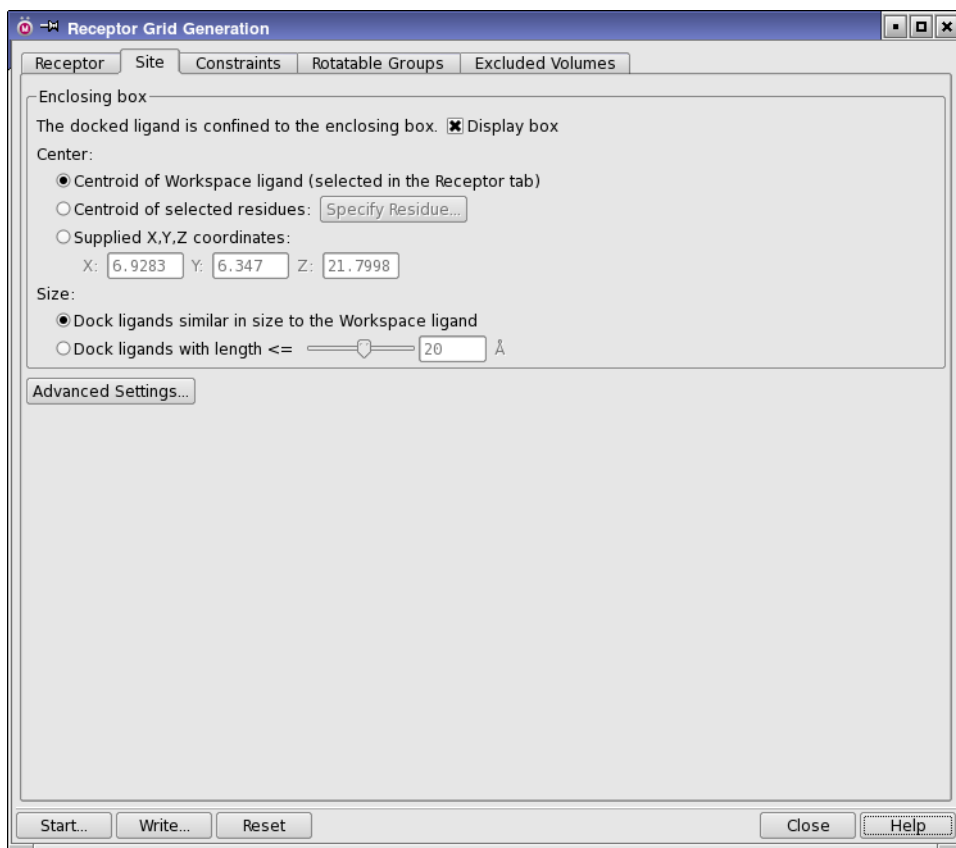 Receptor Grid Generation
Receptor Site Constraints Rotatable Groups Excluded Volumes
Enclosing box
The docked ligand is confined to the enclosing box. Display box
Center:
Centroid of Workspace ligand (selected in the Receptor tab)
Centroid of selected residues: Specify Residue...
Supplied X,Y,Z coordinates:
X: 6.9283 Y: 6.347 Z: 21.7998
Size:
Dock ligands similar in size to the Workspace ligand
Dock ligands with length <= 20 Å
Advanced Settings...
Start... Write... Reset Close Help